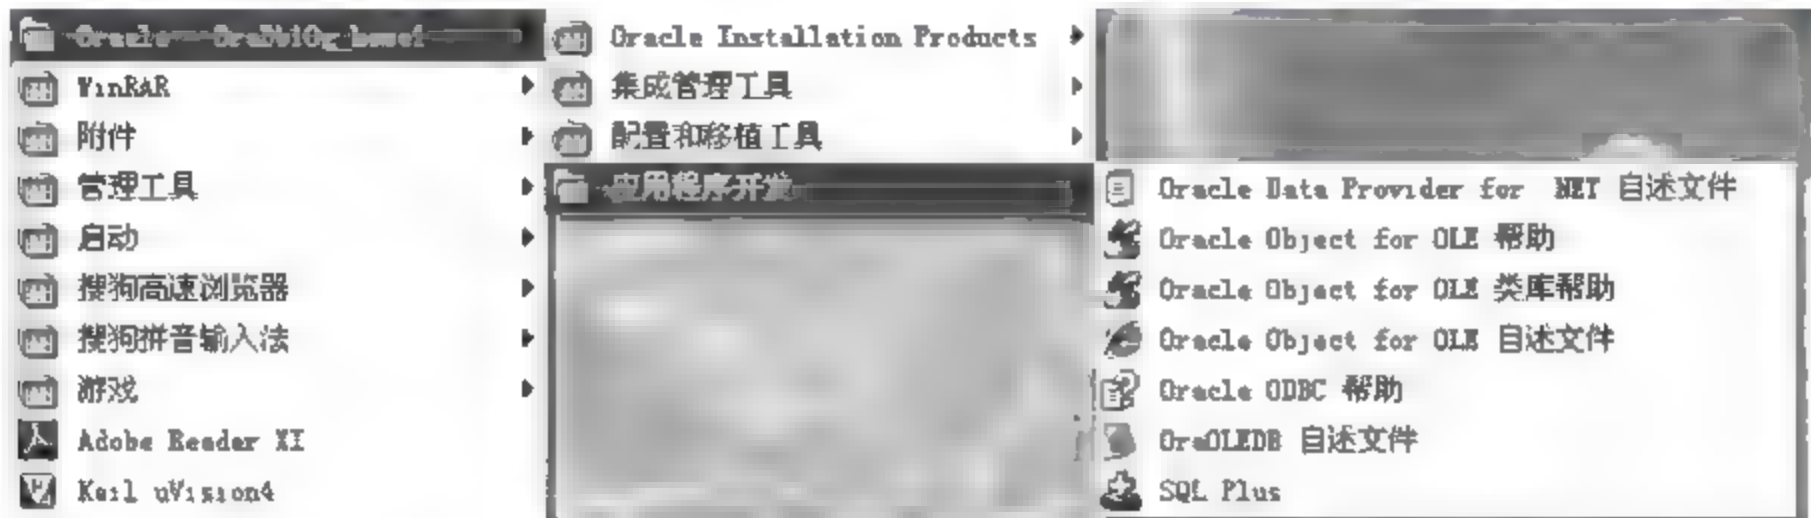 Oracle - OraDb10g_home1
WinRAR
附件
管理工具
启动
搜狗高速浏览器
搜狗拼音输入法
游戏
Adobe Reader XI
Keil uVision4
Oracle Installation Products
集成管理工具
配置和移植工具
应用程序开发
Oracle Data Provider for .NET 自述文件
Oracle Object for OLE 帮助
Oracle Object for OLE 类库帮助
Oracle Object for OLE 自述文件
Oracle ODBC 帮助
OraOLEDB 自述文件
SQL Plus